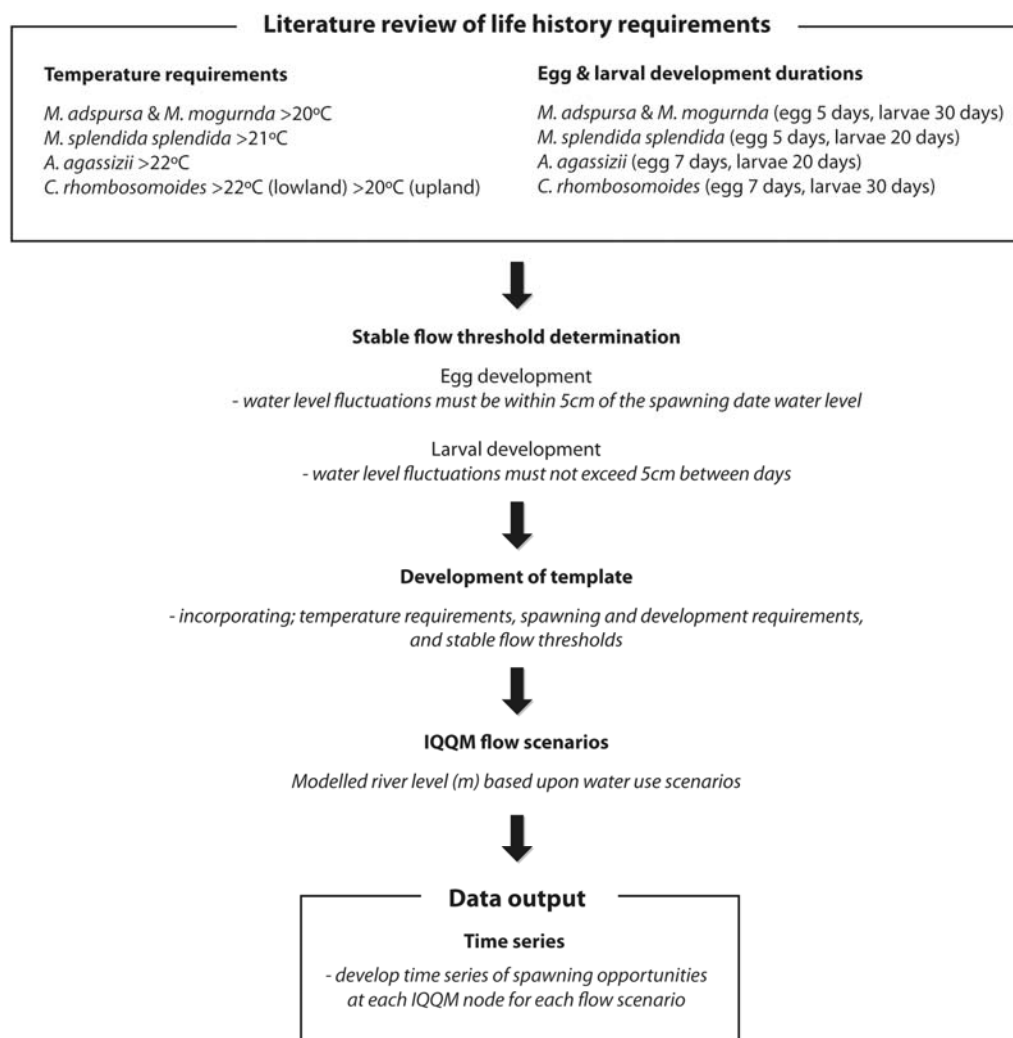 Literature review of life history requirements
Temperature requirements
M. adspursa & M. mogurnda >20ºC
M. splendida splendida >21ºC
A. agassizii >22ºC
C. rhombosomoides >22ºC (lowland) >20ºC (upland)
Egg & larval development durations
M. adspursa & M. mogurnda (egg 5 days, larvae 30 days)
M. splendida splendida (egg 5 days, larvae 20 days)
A. agassizii (egg 7 days, larvae 20 days)
C. rhombosomoides (egg 7 days, larvae 30 days)
Stable flow threshold determination
Egg development
- water level fluctuations must be within 5cm of the spawning date water level
Larval development
- water level fluctuations must not exceed 5cm between days
Development of template
- incorporating; temperature requirements, spawning and development requirements,
and stable flow thresholds
IQQM flow scenarios
Modelled river level (m) based upon water use scenarios
Data output
Time series
- develop time series of spawning opportunities
at each IQQM node for each flow scenario